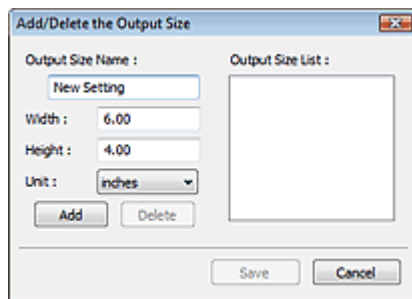 Add/Delete the Output Size
Output Size Name :
New Setting
Output Size List :
Width :
6.00
Height :
4.00
Unit :
inches
Add
Delete
Save
Cancel